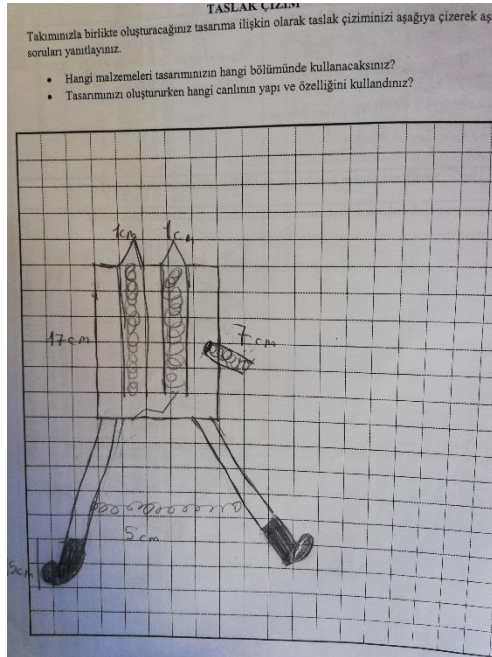 TASLAK ÇİZİM
Takımınızla birlikte oluşturacağınız tasarıma ilişkin olarak taslak çiziminizi aşağıya çizerek aş
soruları yanıtlayınız.
• Hangi malzemeleri tasarımınızın hangi bölümünde kullanacaksınız?
• Tasarımınızı oluştururken hangi canlının yapı ve özelliğini kullandınız?
1cm 1cm
17cm
7cm
5cm
5cm